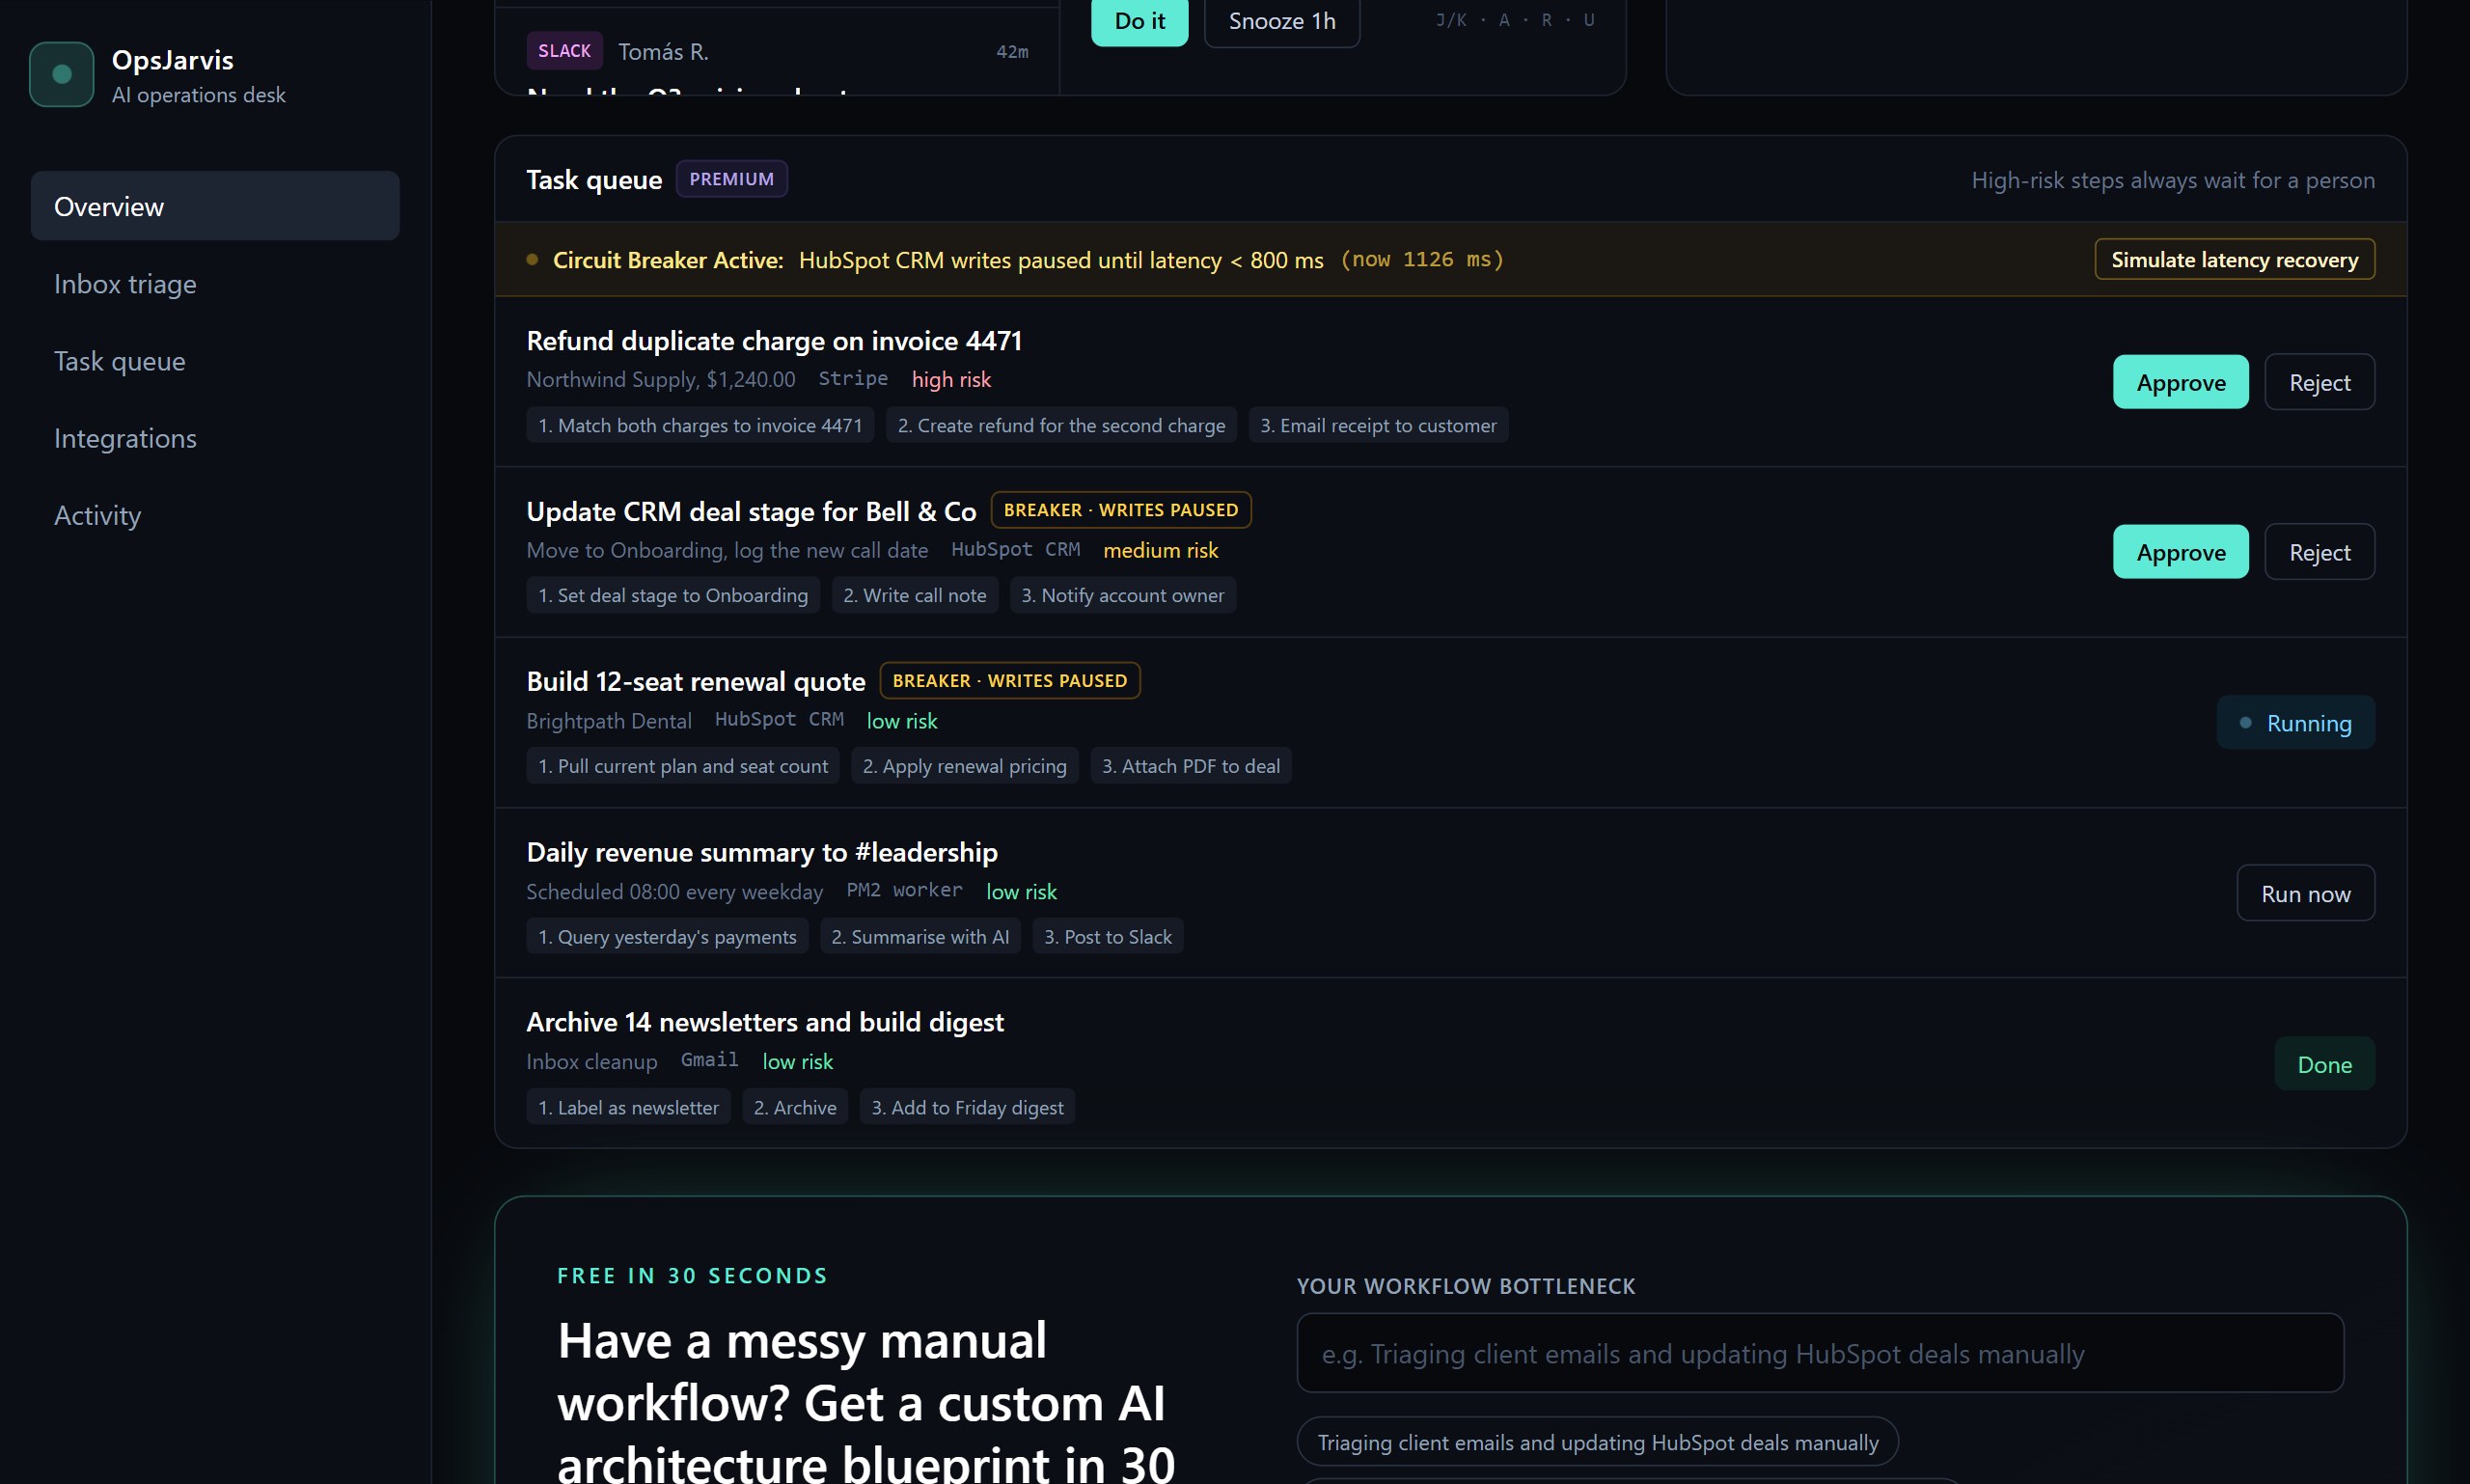 OpsJarvis
AI operations desk
Overview
Inbox triage
Task queue
Integrations
Activity
SLACK Tomás R. 42m
Do it Snooze 1h J/K · A · R · U
Task queue PREMIUM High-risk steps always wait for a person
Circuit Breaker Active: HubSpot CRM writes paused until latency < 800 ms (now 1126 ms) Simulate latency recovery
Refund duplicate charge on invoice 4471
Northwind Supply, $1,240.00 Stripe high risk
1. Match both charges to invoice 4471 2. Create refund for the second charge 3. Email receipt to customer
Approve Reject
Update CRM deal stage for Bell & Co BREAKER · WRITES PAUSED
Move to Onboarding, log the new call date HubSpot CRM medium risk
1. Set deal stage to Onboarding 2. Write call note 3. Notify account owner
Approve Reject
Build 12-seat renewal quote BREAKER · WRITES PAUSED
Brightpath Dental HubSpot CRM low risk
1. Pull current plan and seat count 2. Apply renewal pricing 3. Attach PDF to deal
Running
Daily revenue summary to #leadership
Scheduled 08:00 every weekday PM2 worker low risk
1. Query yesterday's payments 2. Summarise with AI 3. Post to Slack
Run now
Archive 14 newsletters and build digest
Inbox cleanup Gmail low risk
1. Label as newsletter 2. Archive 3. Add to Friday digest
Done
FREE IN 30 SECONDS
Have a messy manual
workflow? Get a custom AI
architecture blueprint in 30
YOUR WORKFLOW BOTTLENECK
e.g. Triaging client emails and updating HubSpot deals manually
Triaging client emails and updating HubSpot deals manually